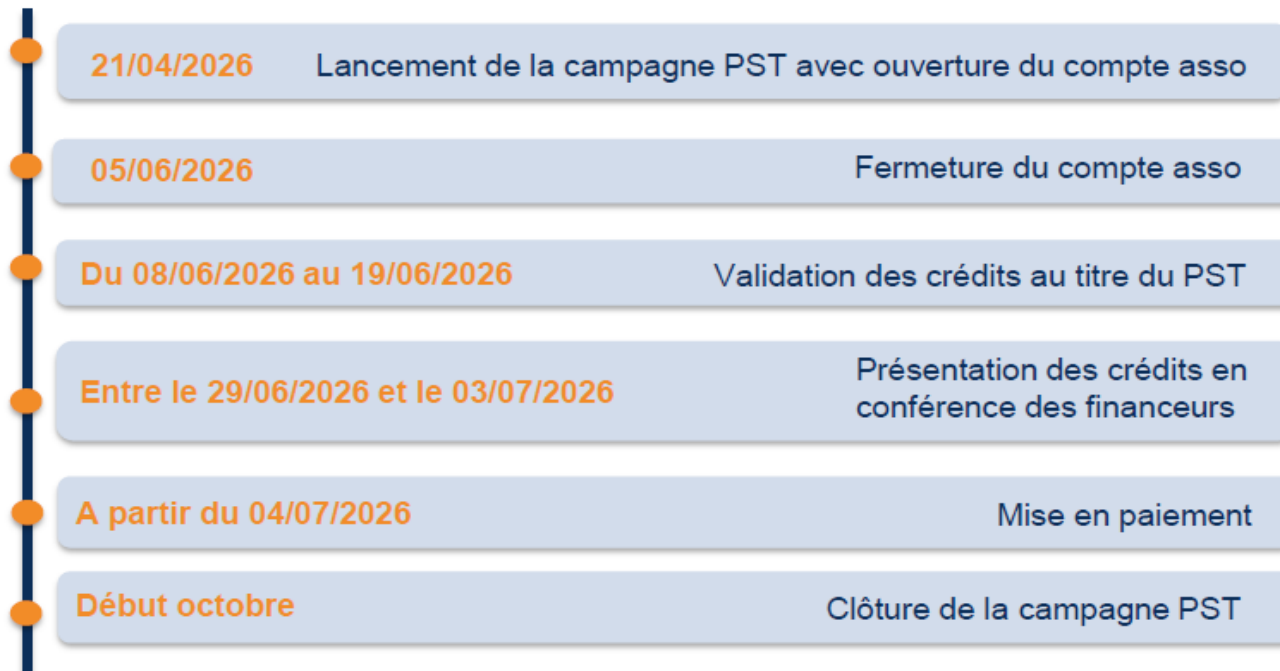 21/04/2026 Lancement de la campagne PST avec ouverture du compte asso
05/06/2026 Fermeture du compte asso
Du 08/06/2026 au 19/06/2026 Validation des crédits au titre du PST
Entre le 29/06/2026 et le 03/07/2026 Présentation des crédits en
conférence des financeurs
A partir du 04/07/2026 Mise en paiement
Début octobre Clôture de la campagne PST